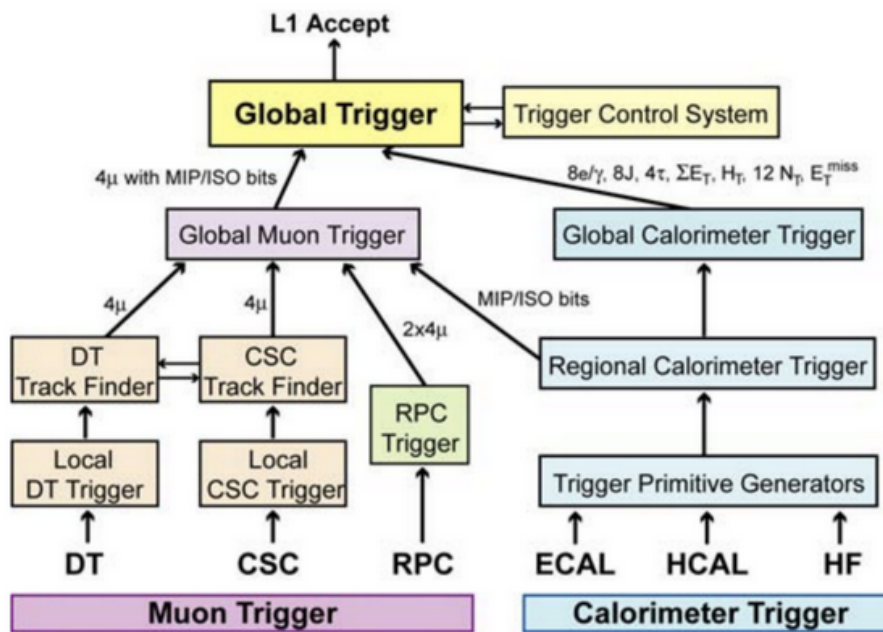 L1 Accept
Global Trigger
Trigger Control System
4μ with MIP/ISO bits
8e/γ, 8J, 4τ, ΣE_T, H_T, 12 N_T, E_T^miss
Global Muon Trigger
Global Calorimeter Trigger
4μ
4μ
2x4μ
MIP/ISO bits
DT
Track Finder
CSC
Track Finder
RPC
Trigger
Regional Calorimeter Trigger
Local
DT Trigger
Local
CSC Trigger
Trigger Primitive Generators
DT
CSC
RPC
ECAL
HCAL
HF
Muon Trigger
Calorimeter Trigger